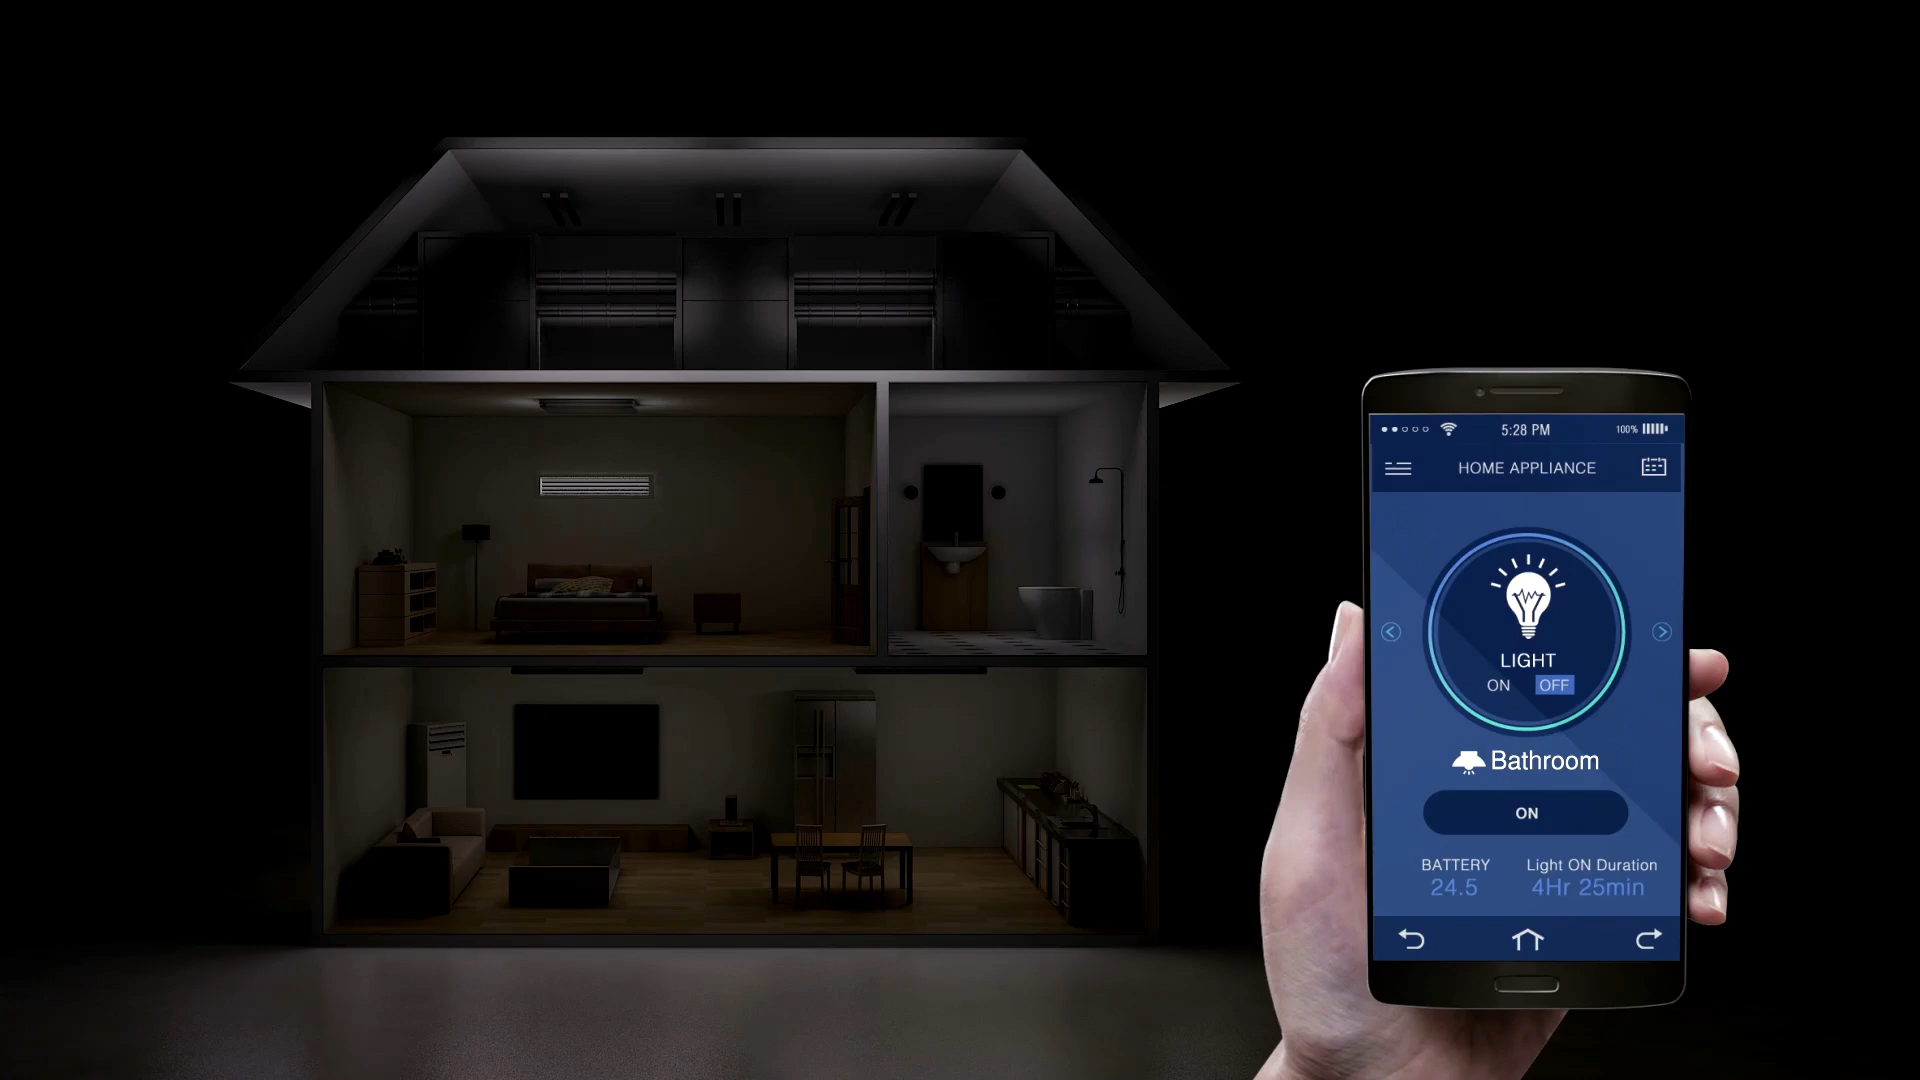 5:28 PM
100%
HOME APPLIANCE
LIGHT
ON OFF
Bathroom
ON
BATTERY Light ON Duration
24.5 4Hr 25min